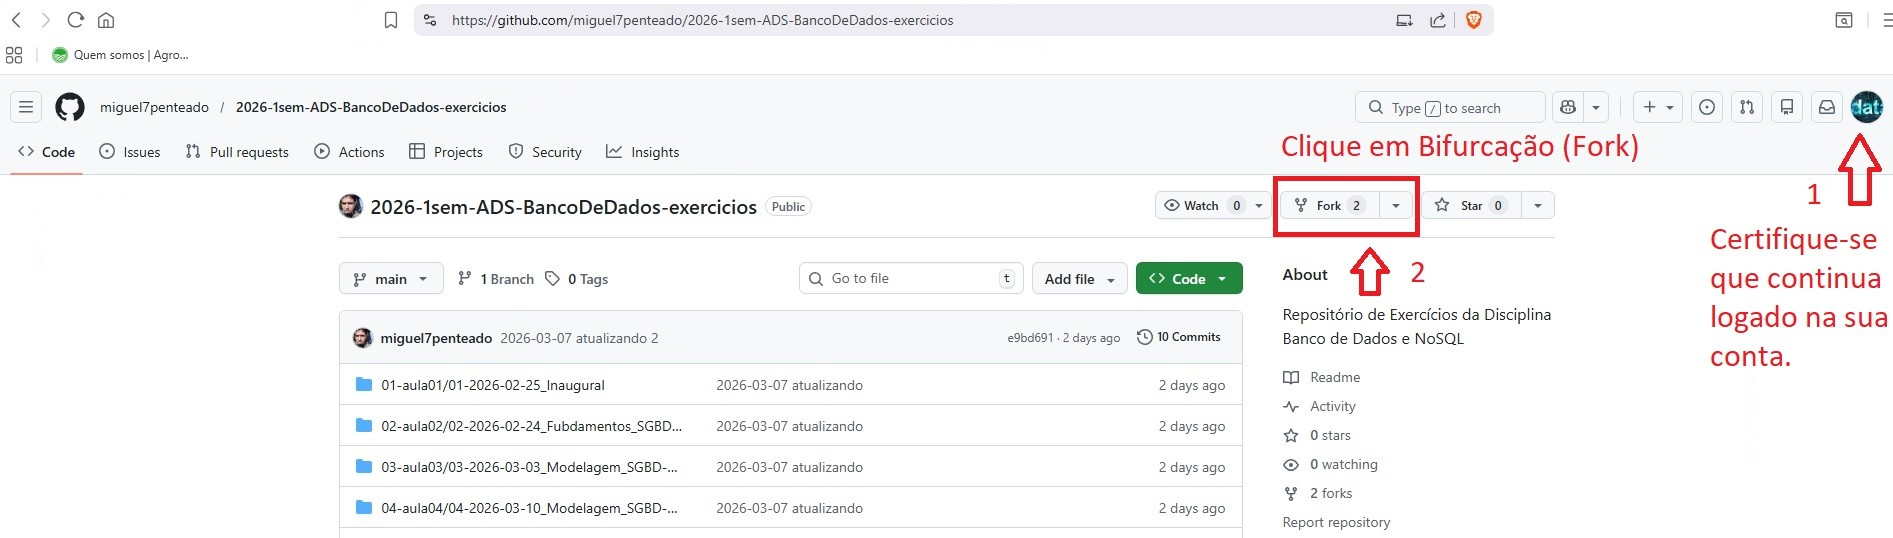 https://github.com/miguel7penteado/2026-1sem-ADS-BancoDeDados-exercicios
Quem somos | Agro...
miguel7penteado / 2026-1sem-ADS-BancoDeDados-exercicios
Type / to search
dat
Code Issues Pull requests Actions Projects Security Insights
Clique em Bifurcação (Fork)
1
Certifique-se
que continua
logado na sua
conta.
2026-1sem-ADS-BancoDeDados-exercicios Public
Watch 0 Fork 2 Star 0
2
main 1 Branch 0 Tags Go to file t Add file Code
miguel7penteado 2026-03-07 atualizando 2 e9bd691 · 2 days ago 10 Commits
01-aula01/01-2026-02-25_Inaugural 2026-03-07 atualizando 2 days ago
02-aula02/02-2026-02-24_Fubdamentos_SGBD... 2026-03-07 atualizando 2 days ago
03-aula03/03-2026-03-03_Modelagem_SGBD-... 2026-03-07 atualizando 2 days ago
04-aula04/04-2026-03-10_Modelagem_SGBD-... 2026-03-07 atualizando 2 days ago
About
Repositório de Exercícios da Disciplina
Banco de Dados e NoSQL
Readme
Activity
0 stars
0 watching
2 forks
Report repository